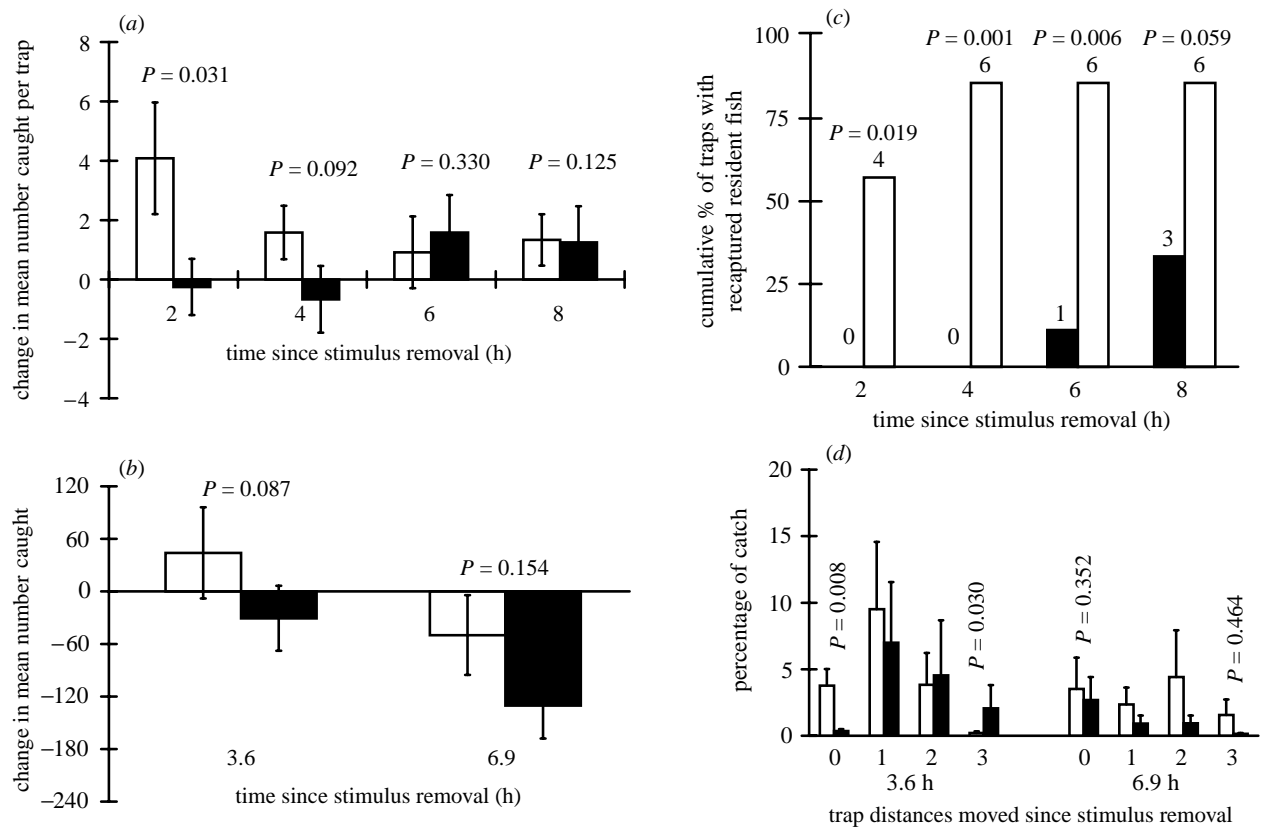 (a)
change in mean number caught per trap
8
6
4
2
0
−2
−4
P = 0.031
P = 0.092
P = 0.330
P = 0.125
2 4 6 8
time since stimulus removal (h)
(b)
change in mean number caught
120
60
0
−60
−120
−180
−240
P = 0.087
P = 0.154
3.6 6.9
time since stimulus removal (h)
(c)
cumulative % of traps with
recaptured resident fish
100
75
50
25
0
P = 0.019
P = 0.001 P = 0.006 P = 0.059
0 4 0 6 1 6 3 6
2 4 6 8
time since stimulus removal (h)
(d)
percentage of catch
20
15
10
5
0
P = 0.008
P = 0.030
P = 0.352
P = 0.464
0 1 2 3 0 1 2 3
3.6 h 6.9 h
trap distances moved since stimulus removal